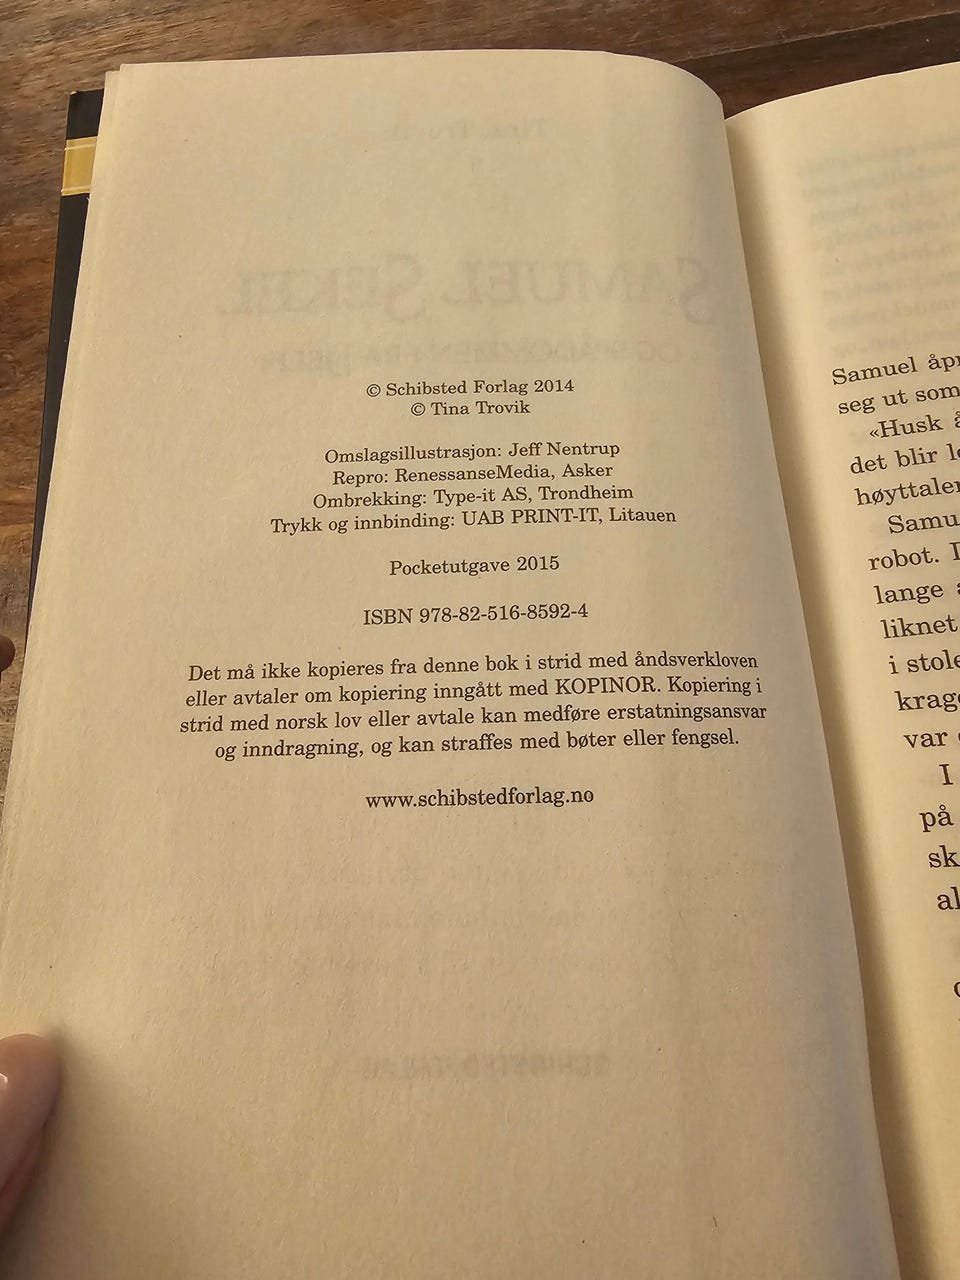 © Schibsted Forlag 2014
© Tina Trovik
Omslagsillustrasjon: Jeff Nentrup
Repro: RenessanseMedia, Asker
Ombrekking: Type-it AS, Trondheim
Trykk og innbinding: UAB PRINT-IT, Litauen
Pocketutgave 2015
ISBN 978-82-516-8592-4
Det må ikke kopieres fra denne bok i strid med åndsverkloven
eller avtaler om kopiering inngått med KOPINOR. Kopiering i
strid med norsk lov eller avtale kan medføre erstatningsansvar
og inndragning, og kan straffes med bøter eller fengsel.
www.schibstedforlag.no
Samuel
seg ut som
«Husk
det blir
høyttaler
Samu
robot.
lange
liknet
i stole
krage
var
I
på
sk
al